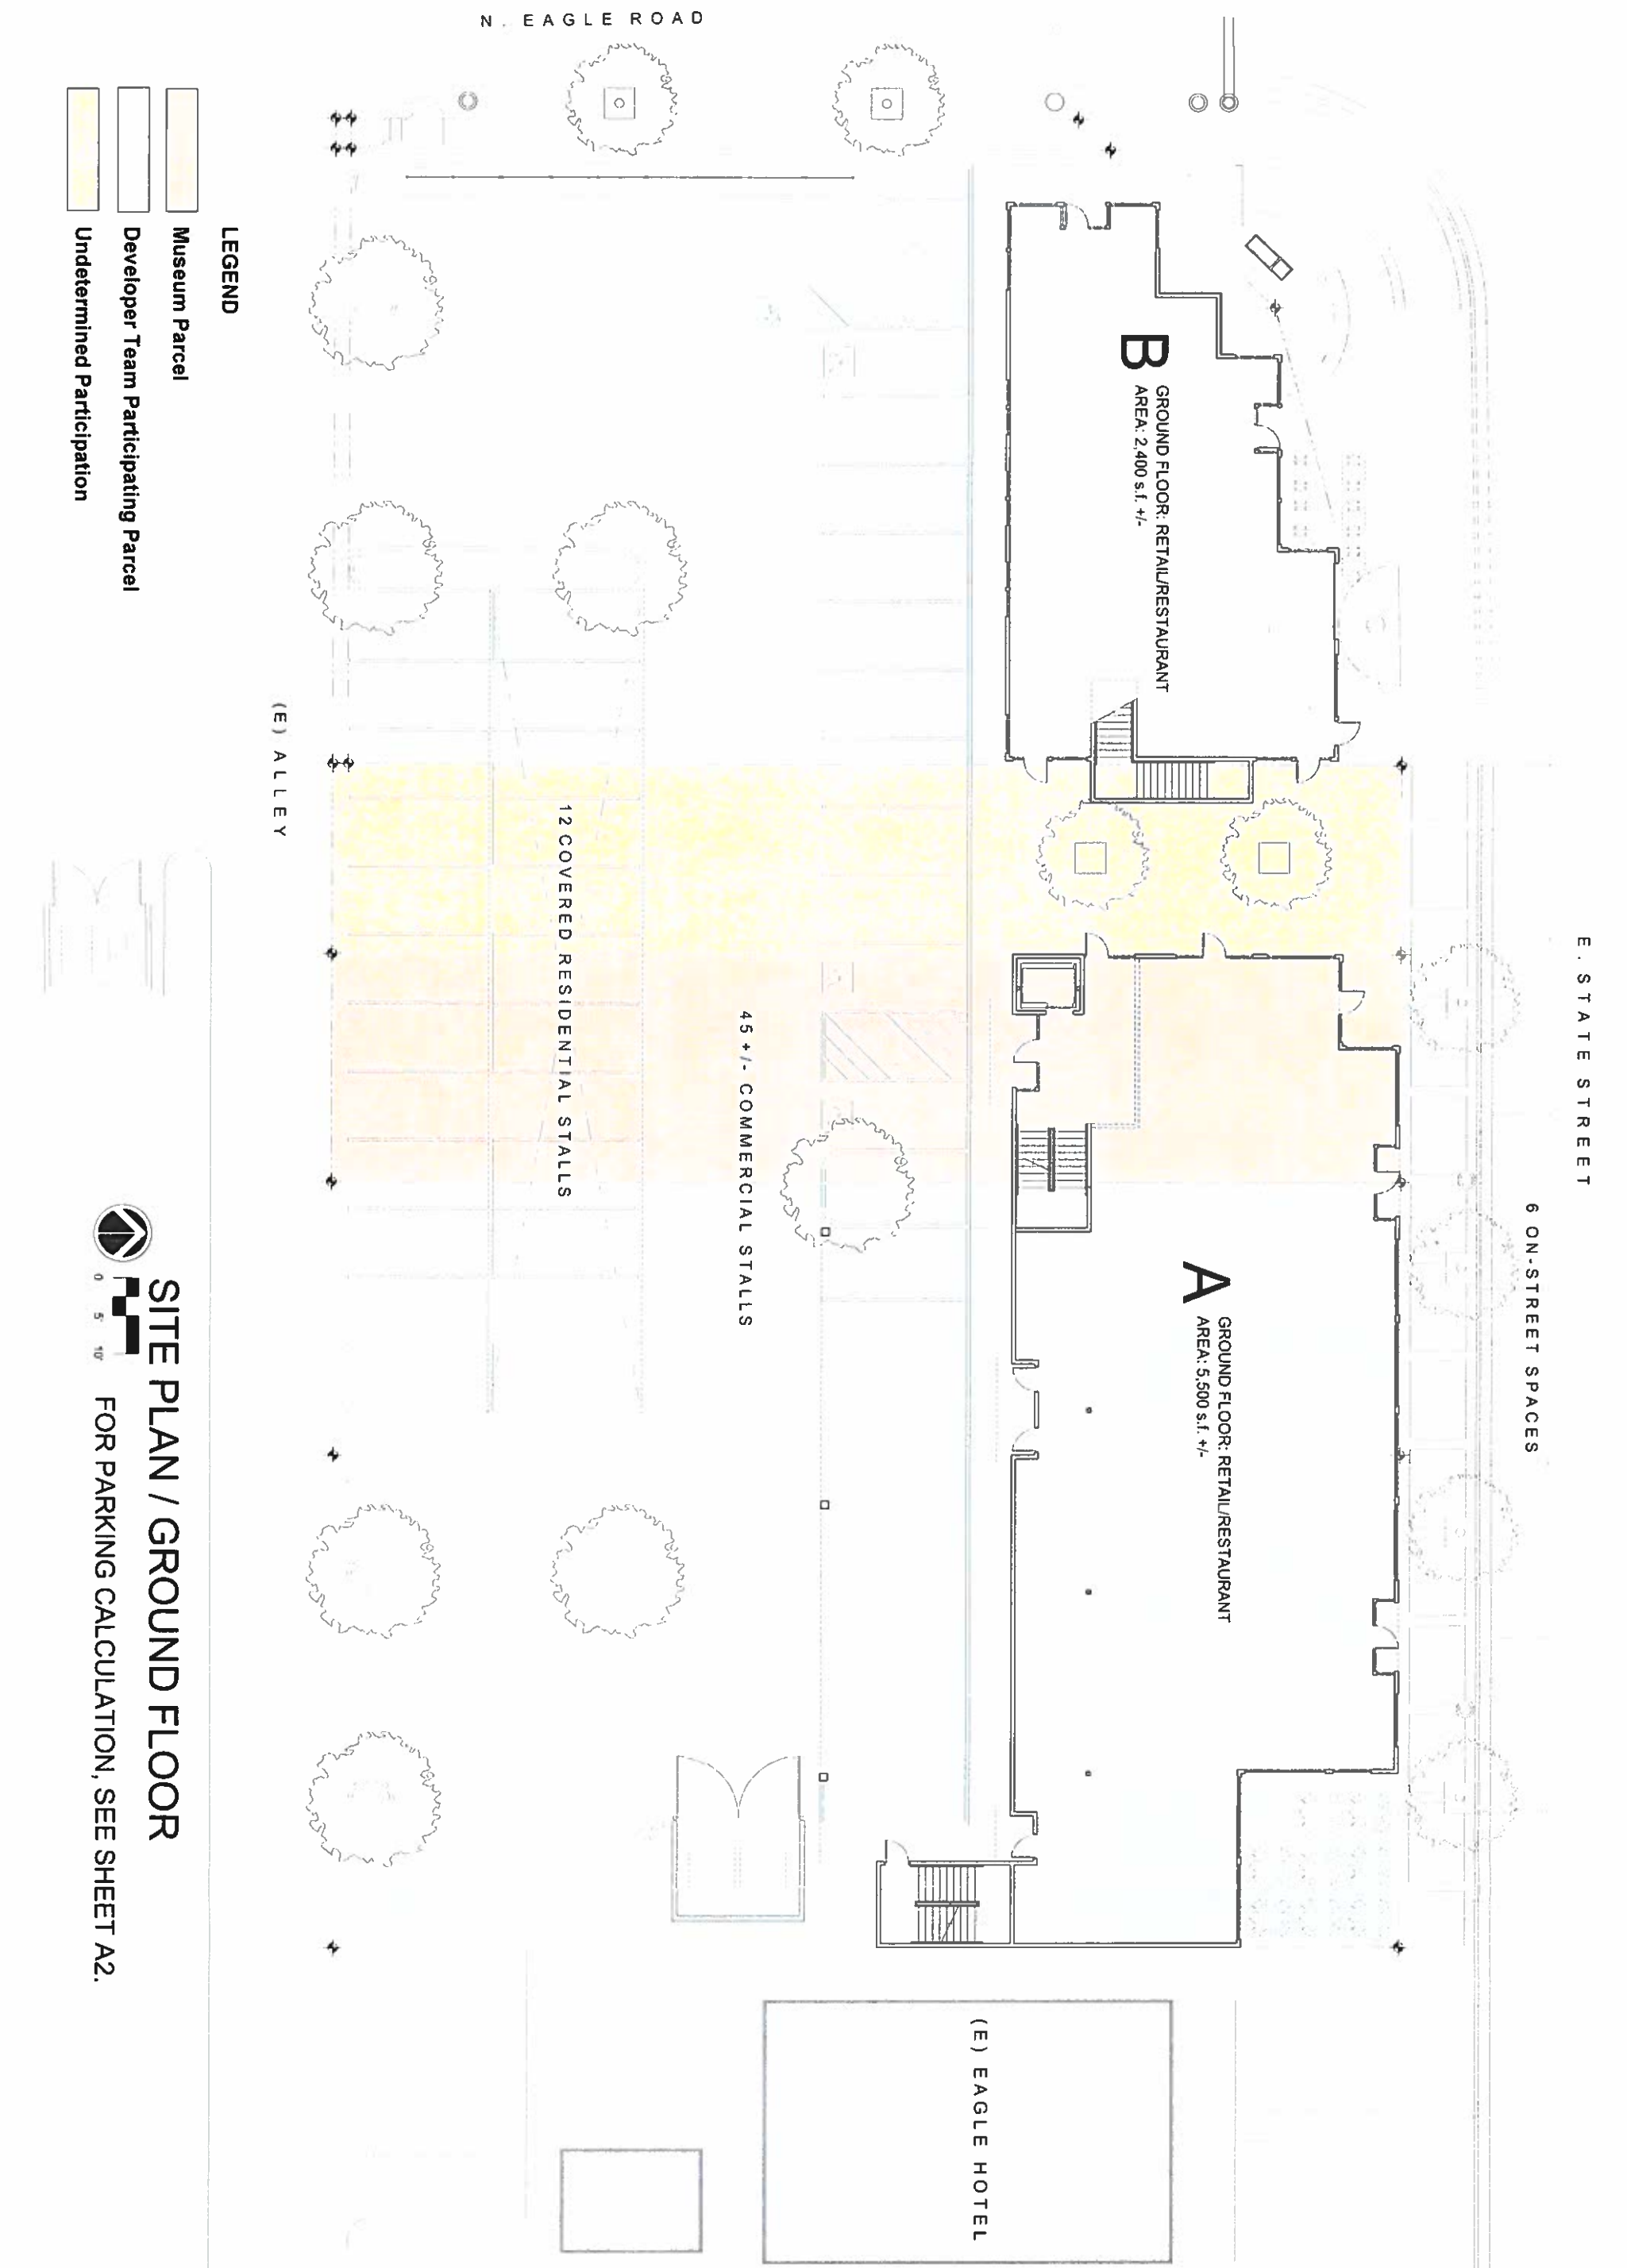 N. EAGLE ROAD
E. STATE STREET
6 ON-STREET SPACES
B
GROUND FLOOR: RETAIL/RESTAURANT
AREA: 2,400 s.f. +/-
A
GROUND FLOOR: RETAIL/RESTAURANT
AREA: 5,500 s.f. +/-
(E) EAGLE HOTEL
45 +/- COMMERCIAL STALLS
12 COVERED RESIDENTIAL STALLS
(E) ALLEY
LEGEND
Museum Parcel
Developer Team Participating Parcel
Undetermined Participation
SITE PLAN / GROUND FLOOR
0 5' 10'
FOR PARKING CALCULATION, SEE SHEET A2.